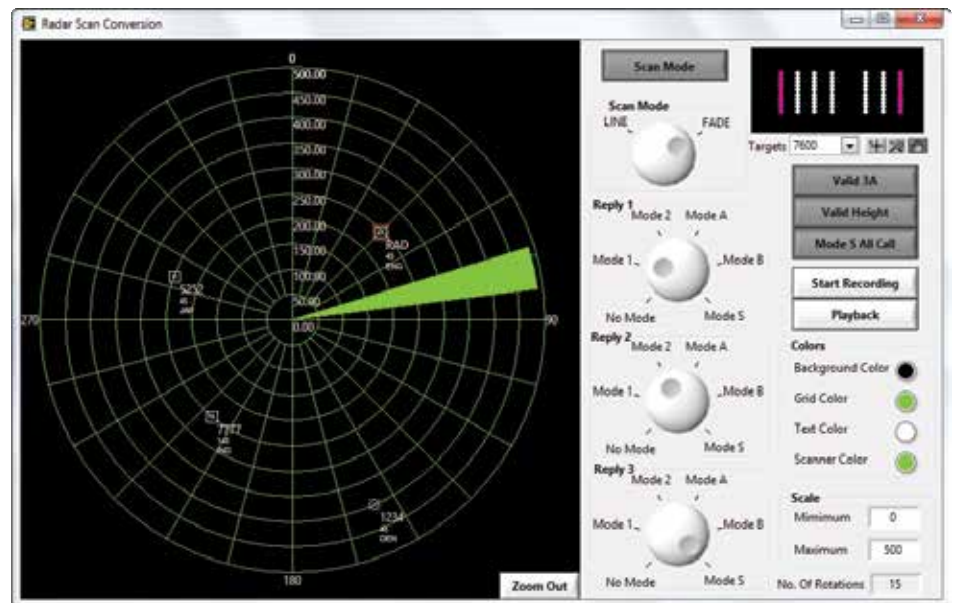 Radar Scan Conversion
0
500.00
450.00
400.00
350.00
300.00
250.00
200.00
150.00
100.00
50.00
0.00
270
90
180
RAD
45
ENG
5252
45
1234
45
Zoom Out
Scan Mode
Scan Mode
LINE
FADE
Targets
7600
Valid 3A
Valid Height
Mode S All Call
Start Recording
Playback
Reply 1
Mode 2
Mode A
Mode 1
Mode B
No Mode
Mode S
Reply 2
Mode 2
Mode A
Mode 1
Mode B
No Mode
Mode S
Reply 3
Mode 2
Mode A
Mode 1
Mode B
No Mode
Mode S
Colors
Background Color
Grid Color
Text Color
Scanner Color
Scale
Mimimum
0
Maximum
500
No. Of Rotations
15